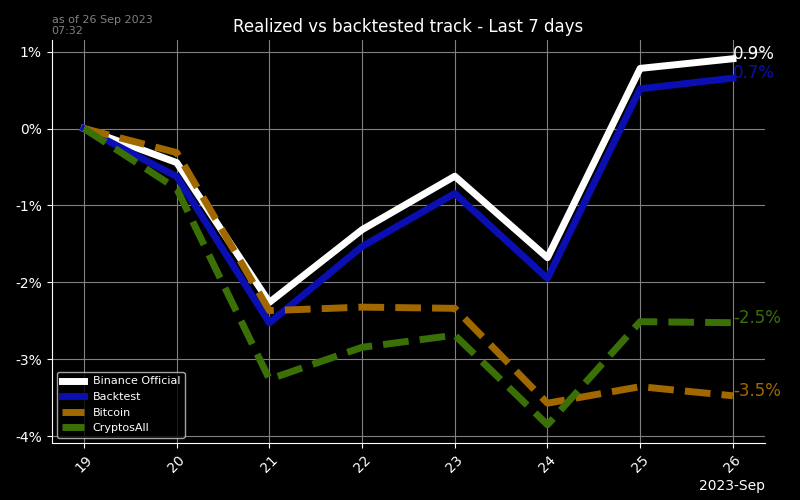 as of 26 Sep 2023
07:32
Realized vs backtested track - Last 7 days
1%
0%
-1%
-2%
-3%
-4%
0.9%
0.7%
-2.5%
-3.5%
Binance Official
Backtest
Bitcoin
CryptosAll
19
20
21
22
23
24
25
26
2023-Sep